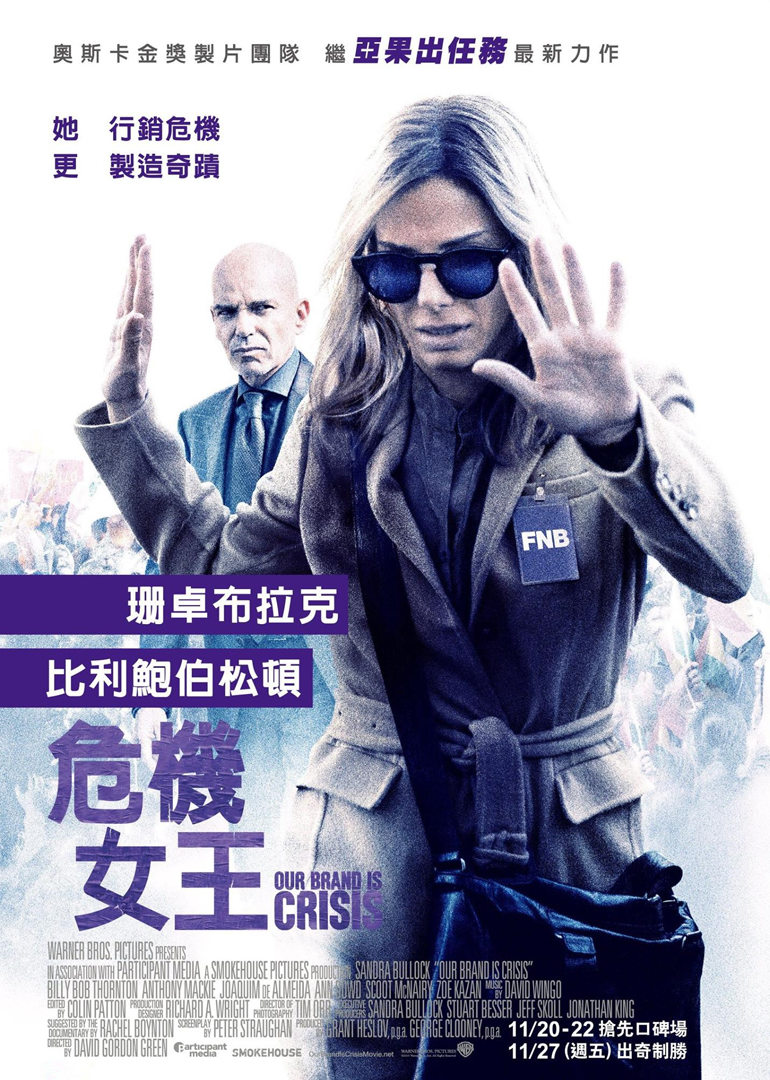 奧斯卡金獎製片團隊 繼亞果出任務最新力作
她 行銷危機
更 製造奇蹟
FNB
珊卓布拉克
比利鮑伯松頓
危機
女王
OUR BRAND IS
CRISIS
WARNER BROS. PICTURES PRESENTS
IN ASSOCIATION WITH PARTICIPANT MEDIA A SMOKEHOUSE PICTURES PRODUCTION SANDRA BULLOCK "OUR BRAND IS CRISIS"
BILLY BOB THORNTON ANTHONY MACKIE JOAQUIM DE ALMEIDA ANN DOWD SCOOT McNAIRY ZOE KAZAN MUSIC BY DAVID WINGO
EDITED BY COLIN PATTON PRODUCTION DESIGNER RICHARD A. WRIGHT DIRECTOR OF PHOTOGRAPHY TIM ORR EXECUTIVE PRODUCERS SANDRA BULLOCK STUART BESSER JEFF SKOLL JONATHAN KING
SUGGESTED BY THE DOCUMENTARY BY RACHEL BOYNTON SCREENPLAY BY PETER STRAUGHAN PRODUCED BY GRANT HESLOV, p.g.a. GEORGE CLOONEY, p.g.a.
DIRECTED BY DAVID GORDON GREEN participant media SMOKEHOUSE OurBrandIsCrisisMovie.net WARNER BROS. PICTURES
11/20-22 搶先口碑場
11/27 (週五) 出奇制勝